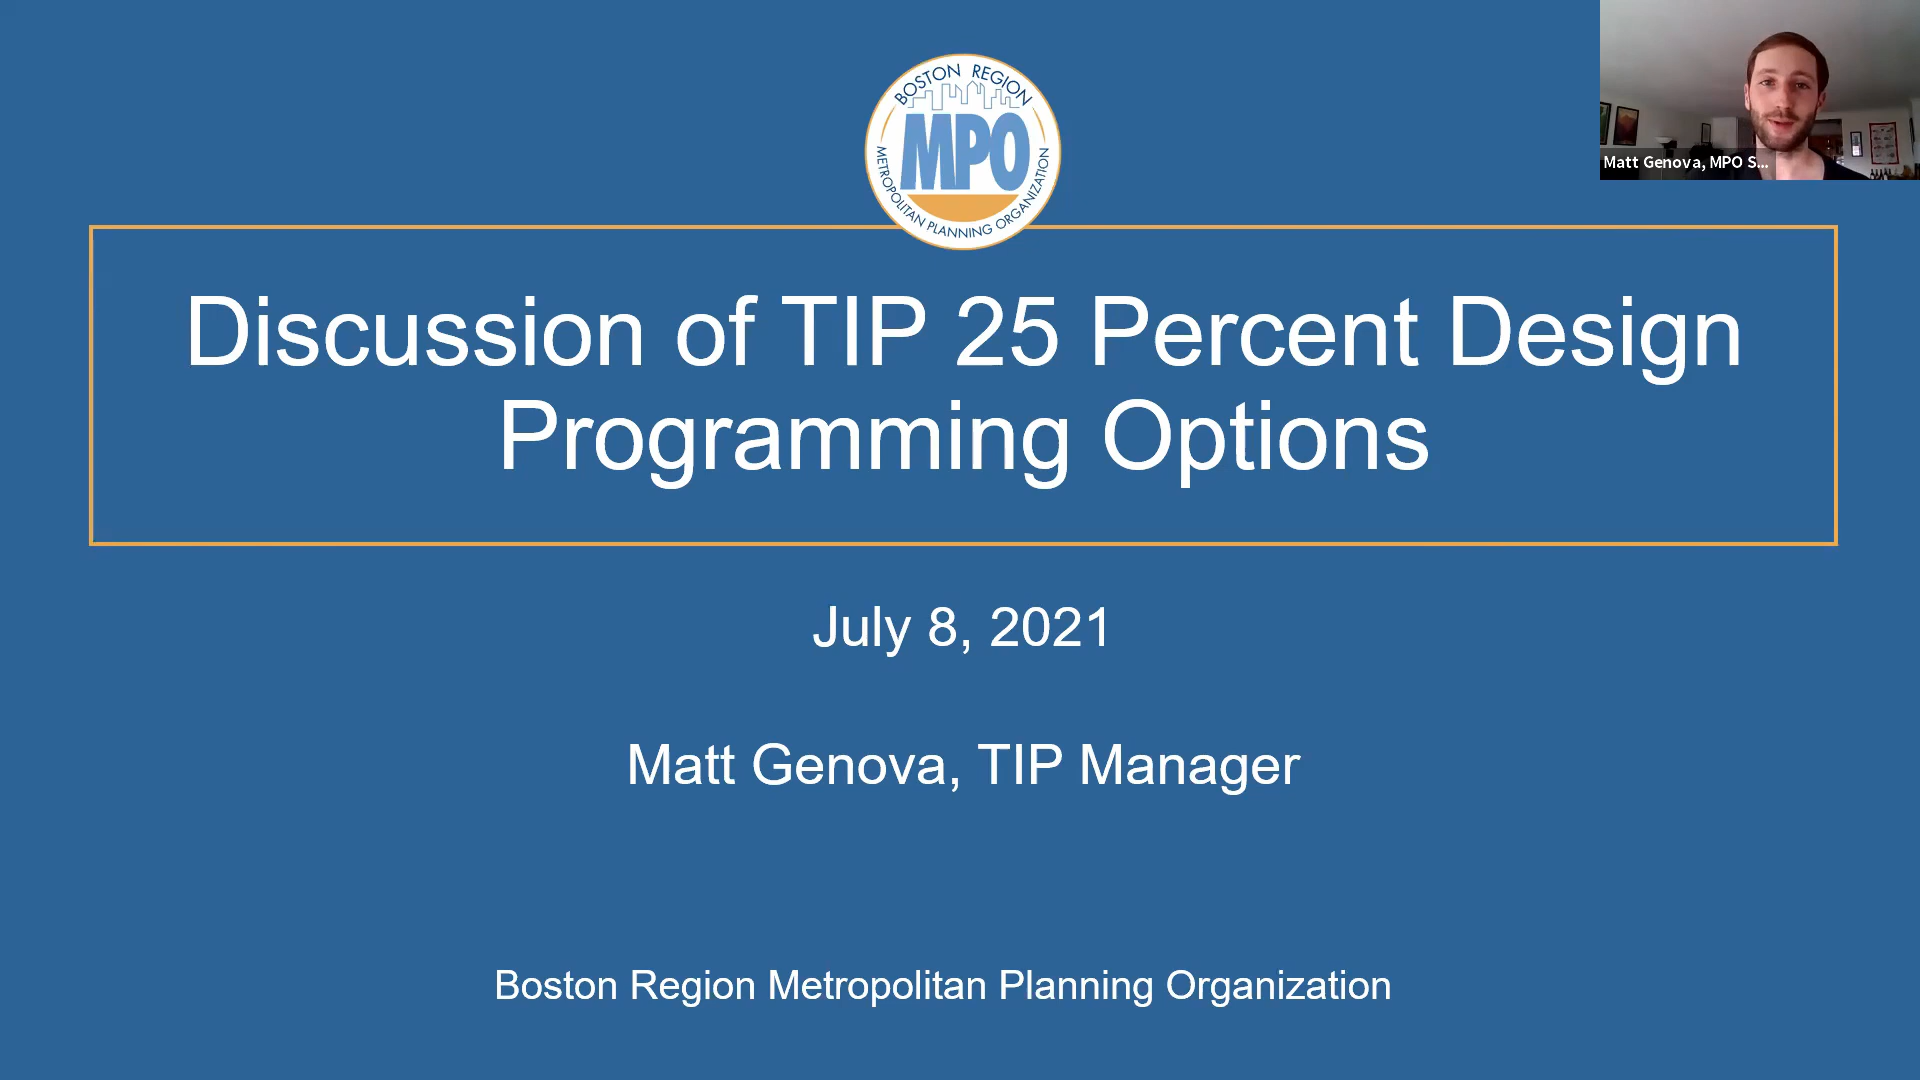 BOSTON REGION
MPO
METROPOLITAN PLANNING ORGANIZATION
Matt Genova, MPO S...
Discussion of TIP 25 Percent Design
Programming Options
July 8, 2021
Matt Genova, TIP Manager
Boston Region Metropolitan Planning Organization